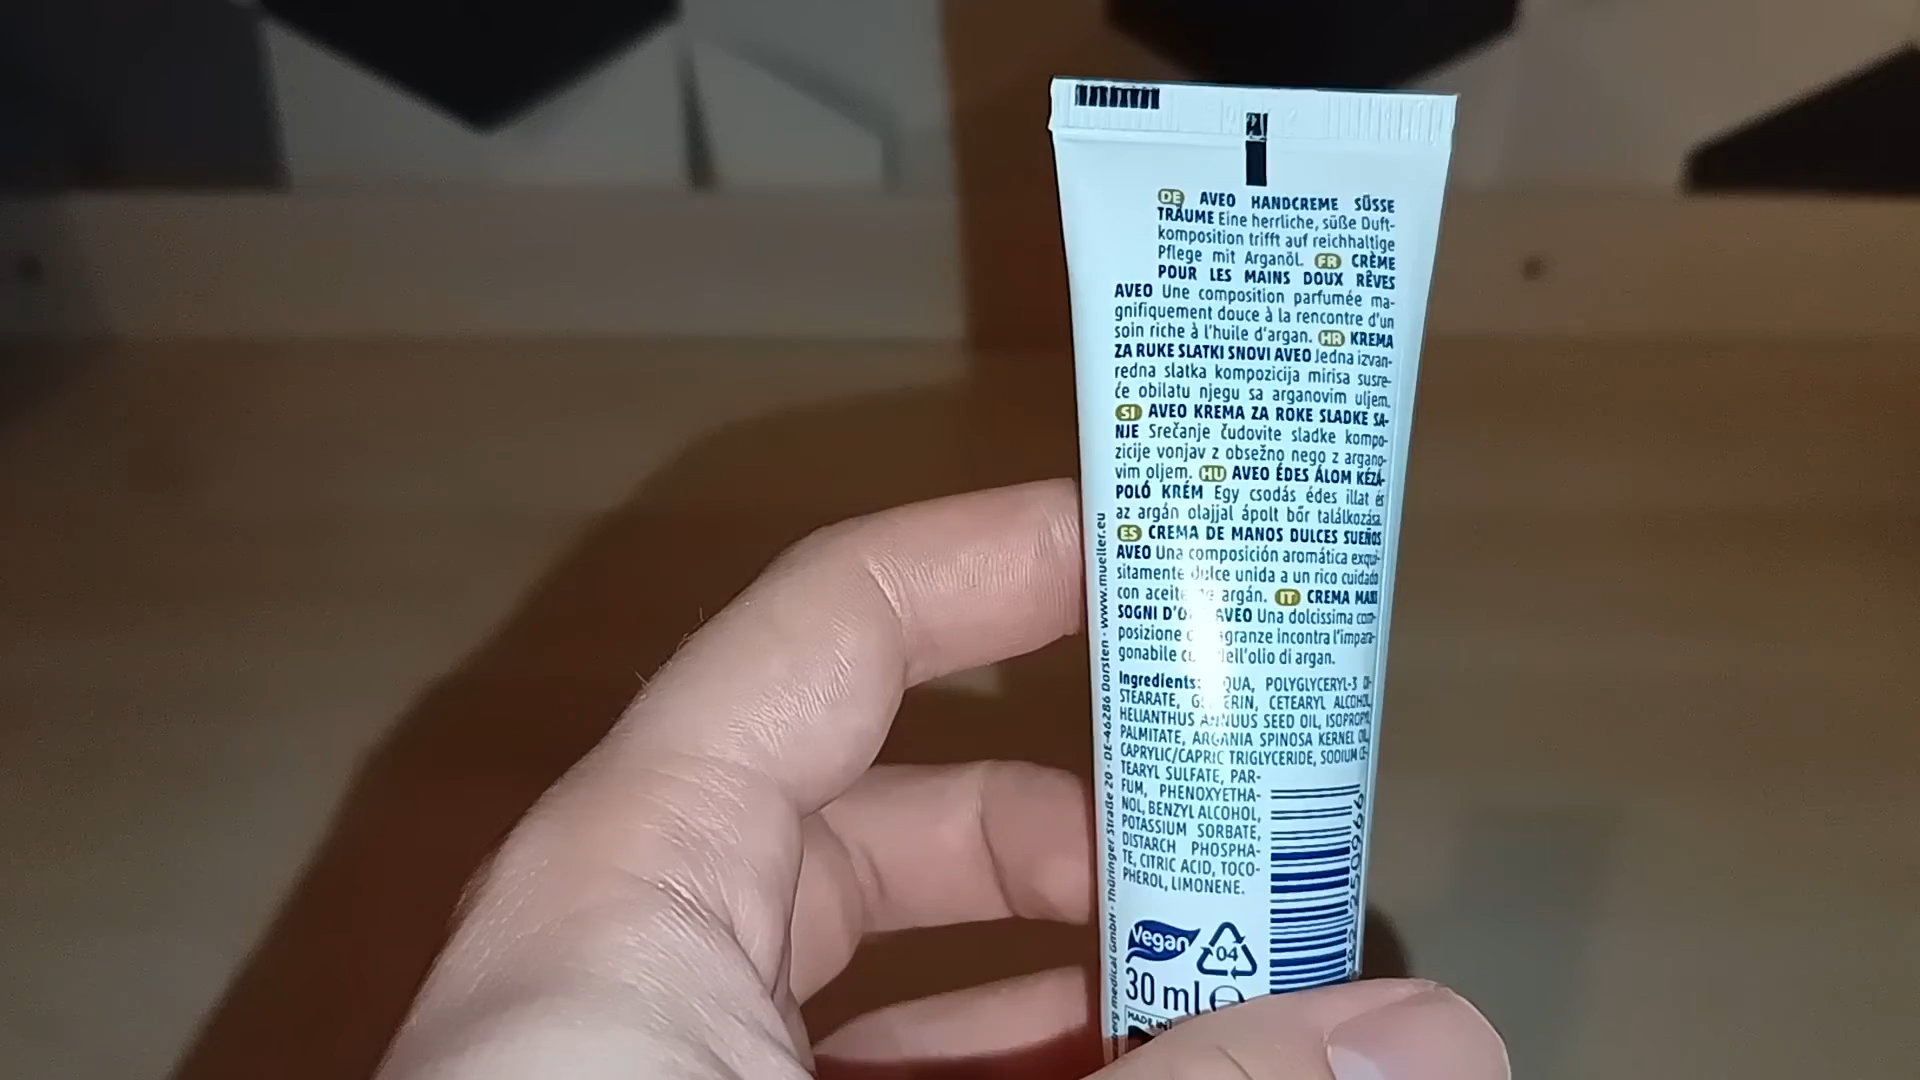 DE AVEO HANDCREME SÜSSE
TRÄUME Eine herrliche, süße Duft-
komposition trifft auf reichhaltige
Pflege mit Arganöl. FR CRÈME
POUR LES MAINS DOUX RÊVES
AVEO Une composition parfumée ma-
gnifiquement douce à la rencontre d'un
soin riche à l'huile d'argan. HR KREMA
ZA RUKE SLATKI SNOVI AVEO Jedna izvan-
redna slatka kompozicija mirisa susre-
će obilatu njegu sa arganovim uljem.
SI AVEO KREMA ZA ROKE SLADKE SA-
NJE Srečanje čudovite sladke kompo-
zicije vonjav z obsežno nego z argano-
vim oljem. HU AVEO ÉDES ÁLOM KÉZÁ-
POLÓ KRÉM Egy csodás édes illat és
az argán olajjal ápolt bőr találkozása.
ES CREMA DE MANOS DULCES SUEÑOS
AVEO Una composición aromática exqui-
sitamente dulce unida a un rico cuidado
con aceite de argán. IT CREMA MANI
SOGNI D'O AVEO Una dolcissima com-
posizione incontra l'impara-
gonabile dell'olio di argan.
Ingredients: QUA, POLYGLYCERYL-3 DI-
STEARATE, GLYCERIN, CETEARYL ALCOHOL,
HELIANTHUS ANNUUS SEED OIL, ISOPROPYL
PALMITATE, ARGANIA SPINOSA KERNEL OIL,
CAPRYLIC/CAPRIC TRIGLYCERIDE, SODIUM CE-
TEARYL SULFATE, PAR-
FUM, PHENOXYETHA-
NOL, BENZYL ALCOHOL,
POTASSIUM SORBATE,
DISTARCH PHOSPHA-
TE, CITRIC ACID, TOCO-
PHEROL, LIMONENE.
Vegan
04
30 ml ℮
MADE IN
medical GmbH · Thüringer Straße 20 · DE-46286 Dorsten · www.mueller.eu